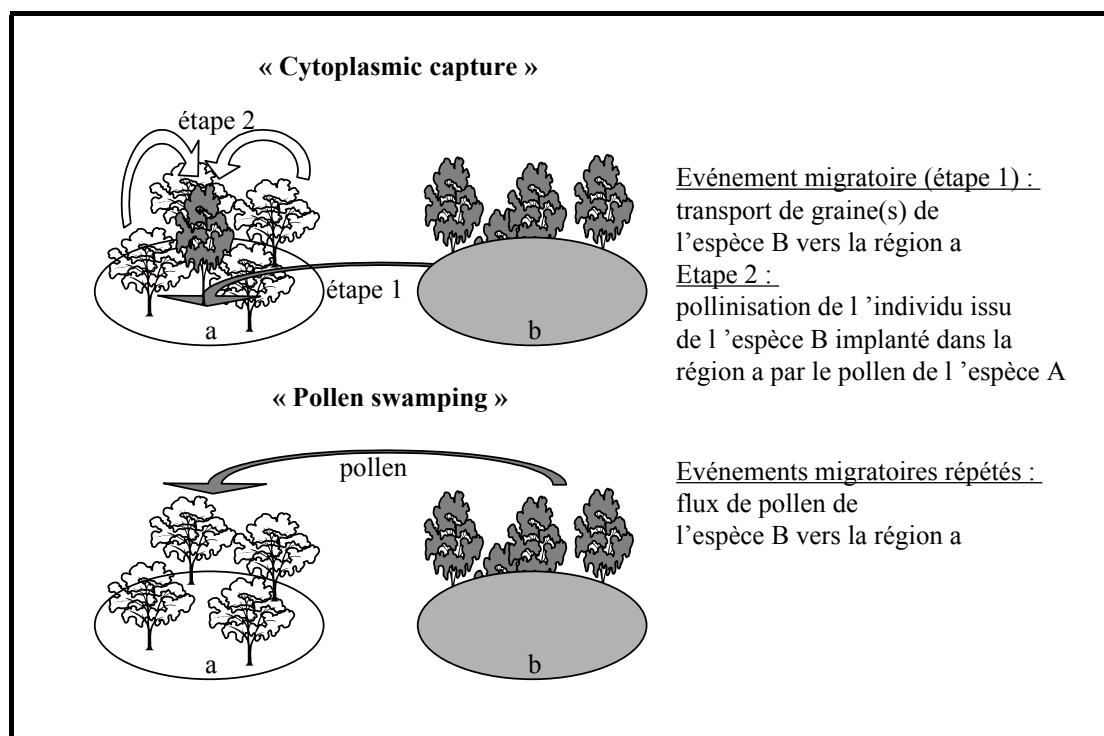 « Cytoplasmic capture »
étape 2
étape 1
a
b
Evénement migratoire (étape 1) :
transport de graine(s) de
l'espèce B vers la région a
Etape 2 :
pollinisation de l 'individu issu
de l 'espèce B implanté dans la
région a par le pollen de l 'espèce A
« Pollen swamping »
pollen
a
b
Evénements migratoires répétés :
flux de pollen de
l'espèce B vers la région a